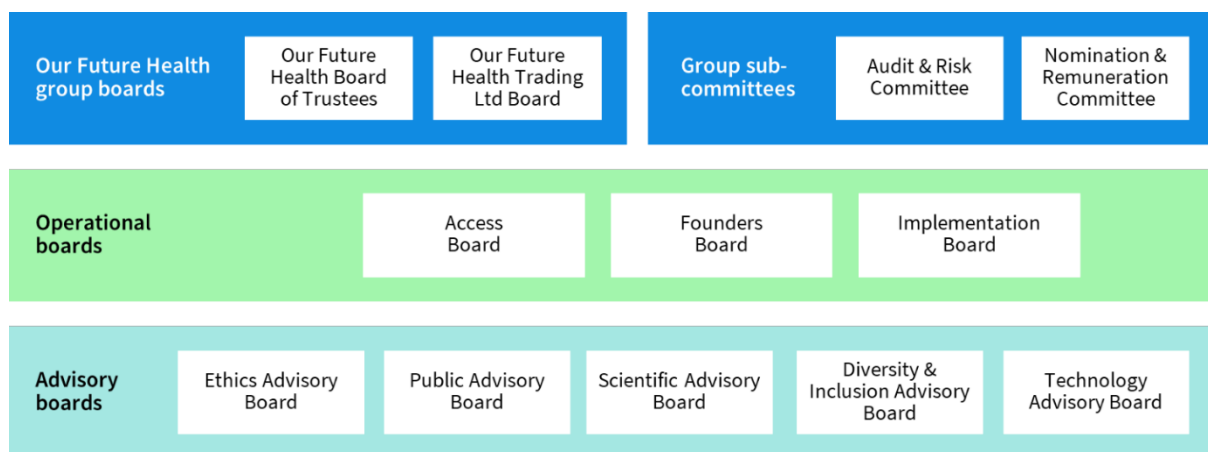 Our Future Health
group boards
Our Future
Health Board
of Trustees
Our Future
Health Trading
Ltd Board
Group sub-
committees
Audit & Risk
Committee
Nomination &
Remuneration
Committee
Operational
boards
Access
Board
Founders
Board
Implementation
Board
Advisory
boards
Ethics Advisory
Board
Public Advisory
Board
Scientific Advisory
Board
Diversity &
Inclusion Advisory
Board
Technology
Advisory Board